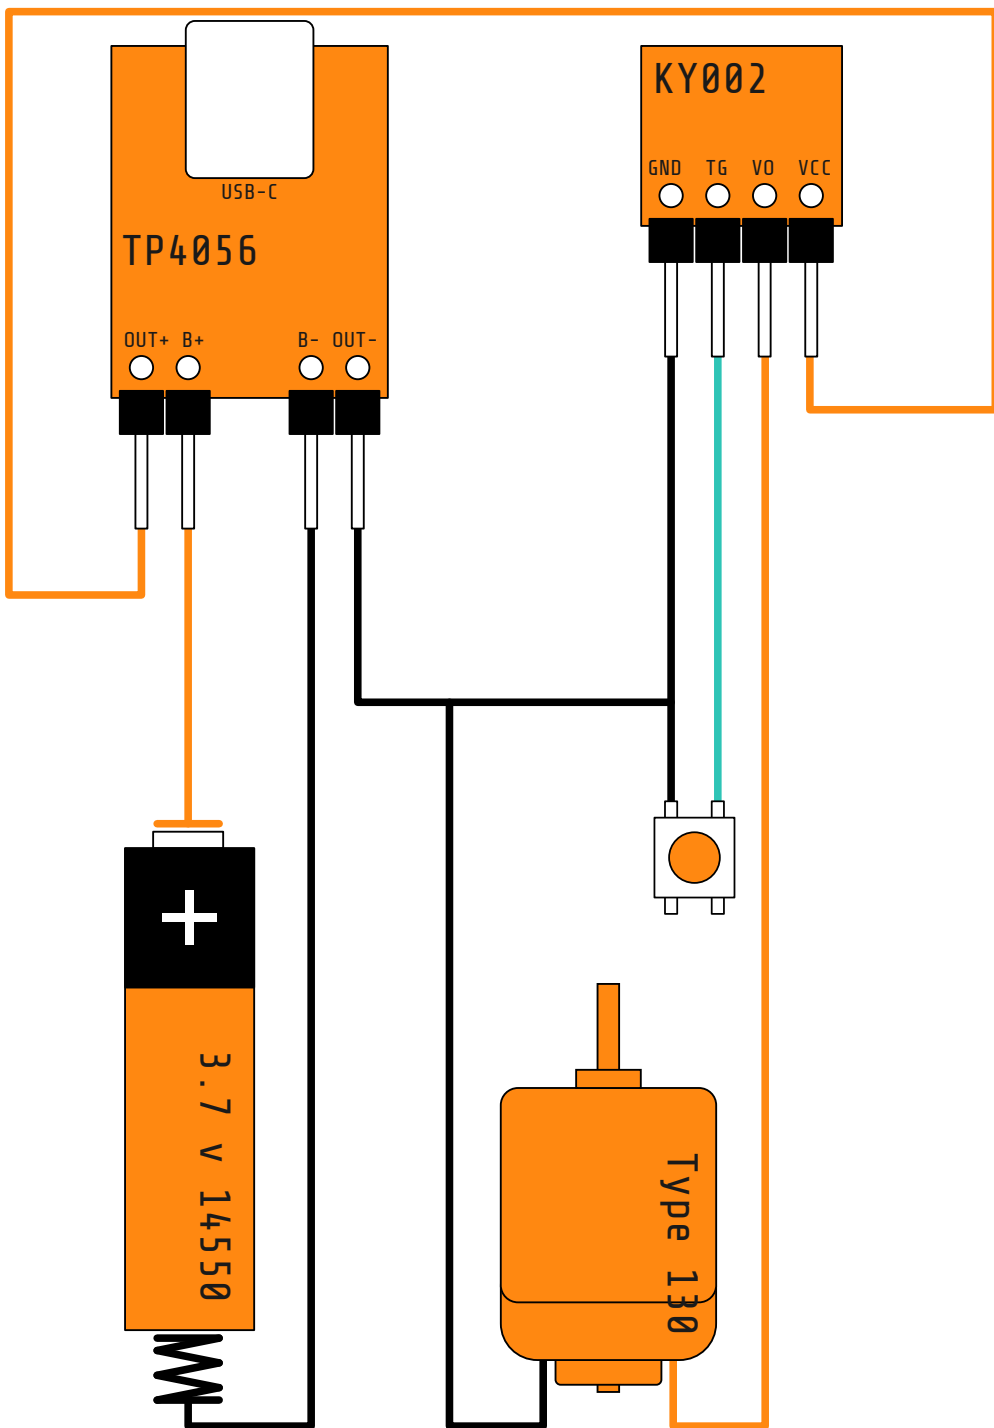 KY002
GND TG VO VCC
USB-C
TP4056
OUT+ B+ B- OUT-
+
3.7 v 14550
Type 130